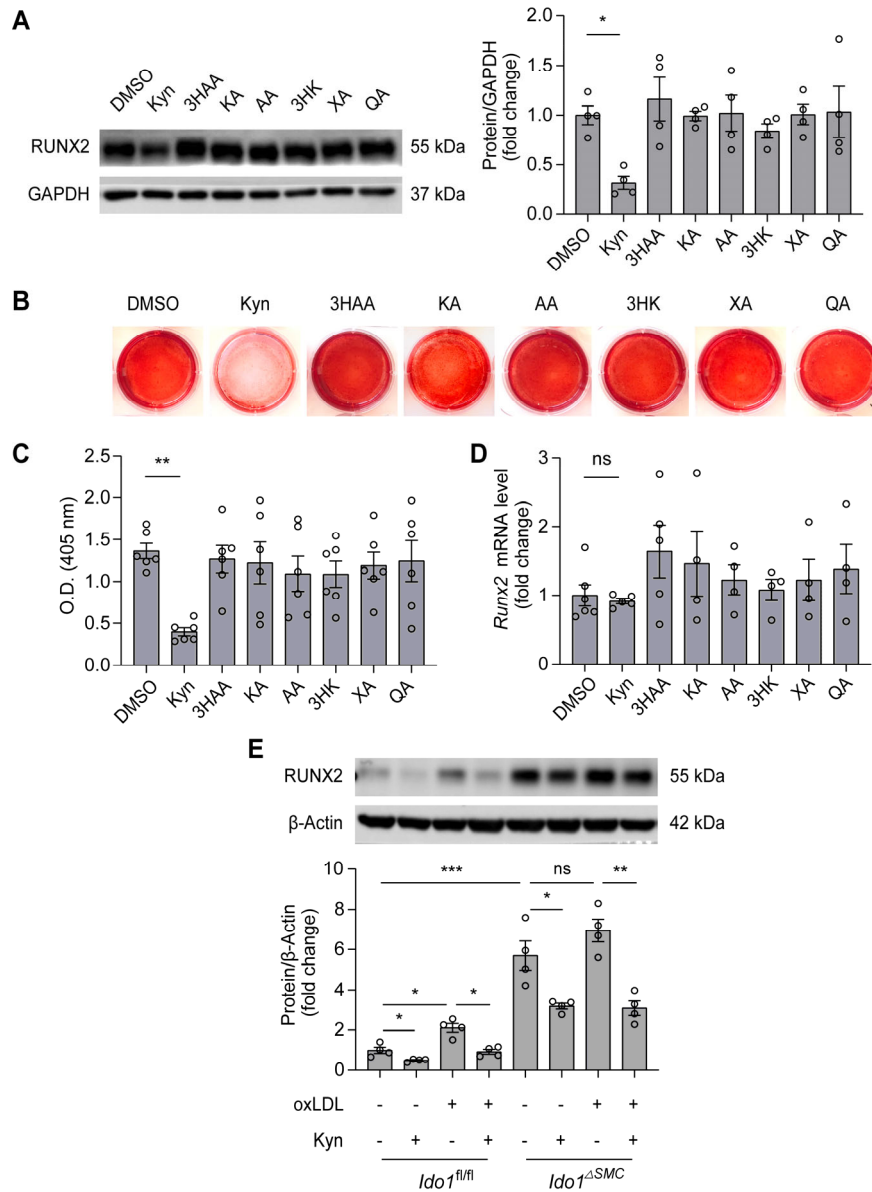 A
DMSO Kyn 3HAA KA AA 3HK XA QA
RUNX2 55 kDa
GAPDH 37 kDa
Protein/GAPDH
(fold change)
2.0
1.5
1.0
0.5
0.0
*
DMSO Kyn 3HAA KA AA 3HK XA QA
B
DMSO Kyn 3HAA KA AA 3HK XA QA
C
O.D. (405 nm)
2.5
2.0
1.5
1.0
0.5
0.0
**
DMSO Kyn 3HAA KA AA 3HK XA QA
D
Runx2 mRNA level
(fold change)
3
2
1
0
ns
DMSO Kyn 3HAA KA AA 3HK XA QA
E
RUNX2 55 kDa
β-Actin 42 kDa
Protein/β-Actin
(fold change)
10
8
6
4
2
0
*** ns **
*
* *
*
oxLDL - - + + - - + +
Kyn - + - + - + - +
Ido1fl/fl Ido1ΔSMC